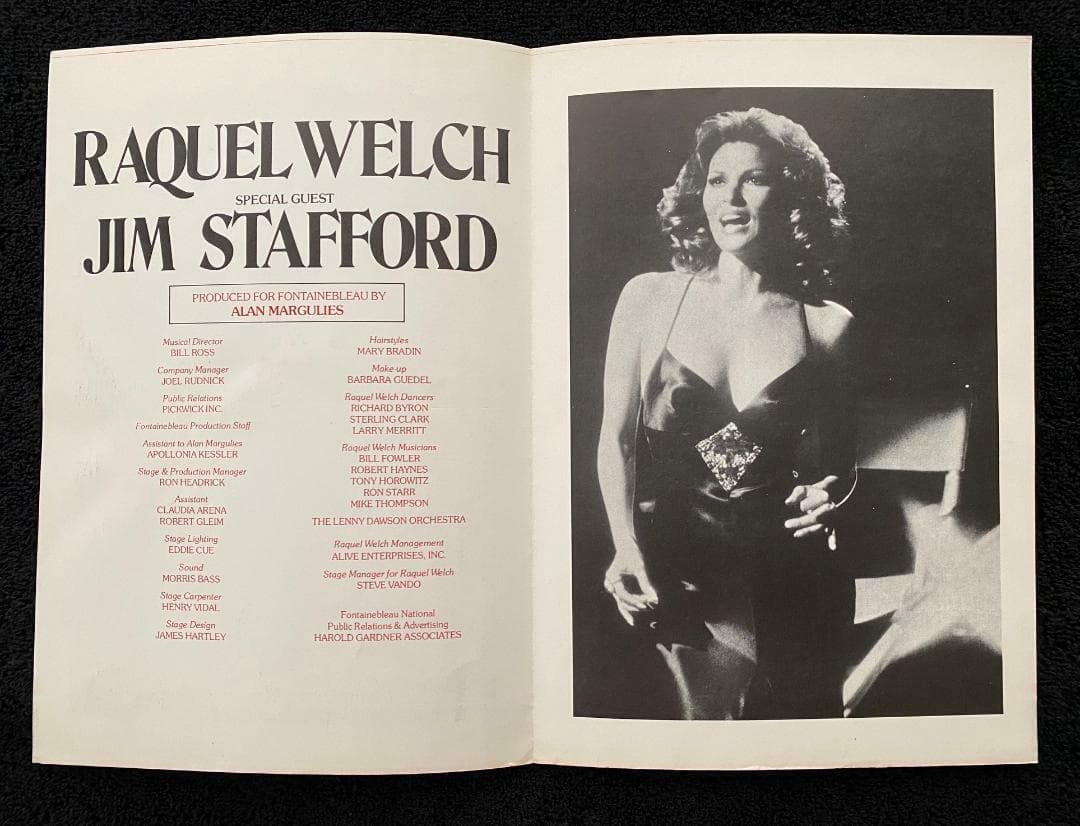 RAQUEL WELCH
SPECIAL GUEST
JIM STAFFORD
PRODUCED FOR FONTAINEBLEAU BY
ALAN MARGULIES
Musical Director
BILL ROSS
Company Manager
JOEL RUDNICK
Public Relations
PICKWICK INC.
Fontainebleau Production Staff
Assistant to Alan Margulies
APOLLONIA KESSLER
Stage & Production Manager
RON HEADRICK
Assistant
CLAUDIA ARENA
ROBERT GLEIM
Stage Lighting
EDDIE CUE
Sound
MORRIS BASS
Stage Carpenter
HENRY VIDAL
Stage Design
JAMES HARTLEY
Hairstyles
MARY BRADIN
Make-up
BARBARA GUEDEL
Raquel Welch Dancers
RICHARD BYRON
STERLING CLARK
LARRY MERRITT
Raquel Welch Musicians
BILL FOWLER
ROBERT HAYNES
TONY HOROWITZ
RON STARR
MIKE THOMPSON
THE LENNY DAWSON ORCHESTRA
Raquel Welch Management
ALIVE ENTERPRISES, INC.
Stage Manager for Raquel Welch
STEVE VANDO
Fontainebleau National
Public Relations & Advertising
HAROLD GARDNER ASSOCIATES